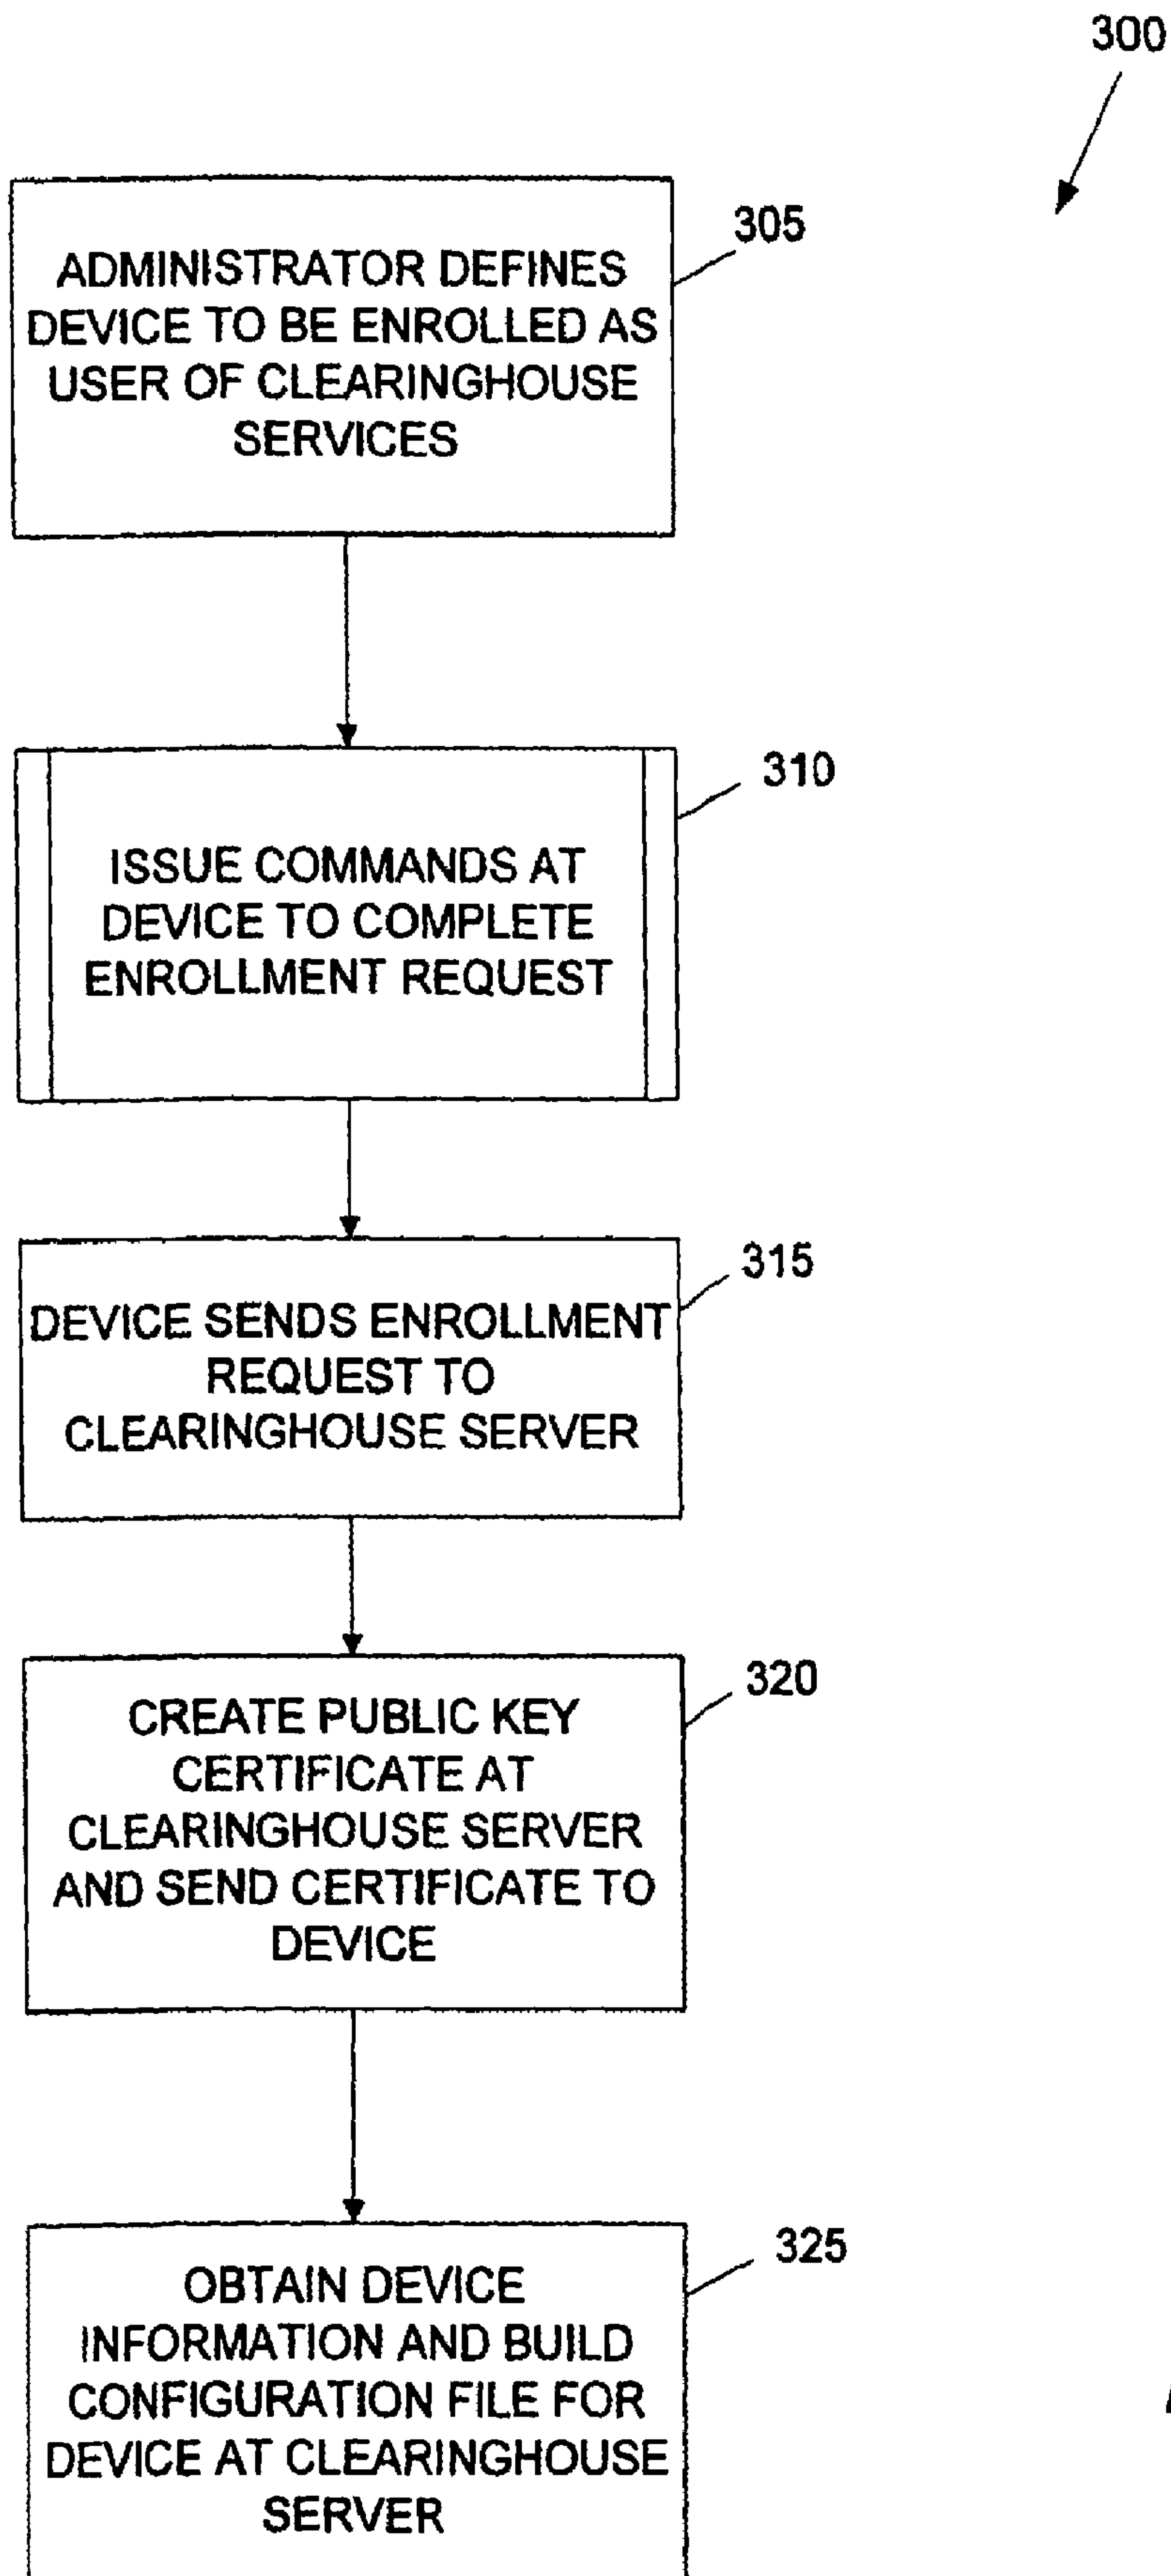 300
305
ADMINISTRATOR DEFINES
DEVICE TO BE ENROLLED AS
USER OF CLEARINGHOUSE
SERVICES
310
ISSUE COMMANDS AT
DEVICE TO COMPLETE
ENROLLMENT REQUEST
315
DEVICE SENDS ENROLLMENT
REQUEST TO
CLEARINGHOUSE SERVER
320
CREATE PUBLIC KEY
CERTIFICATE AT
CLEARINGHOUSE SERVER
AND SEND CERTIFICATE TO
DEVICE
325
OBTAIN DEVICE
INFORMATION AND BUILD
CONFIGURATION FILE FOR
DEVICE AT CLEARINGHOUSE
SERVER